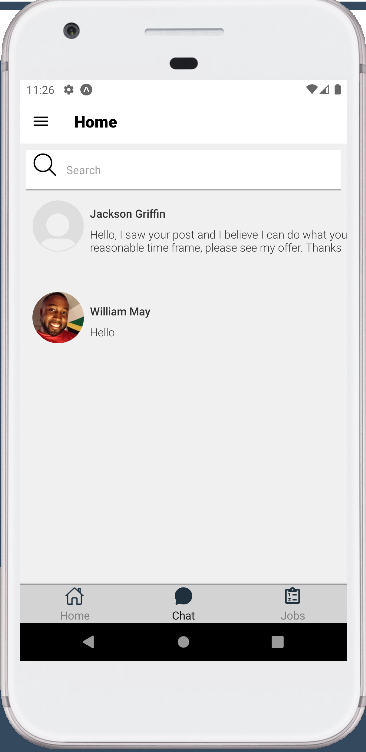 11:26
Home
Search
Jackson Griffin
Hello, I saw your post and I believe I can do what you
reasonable time frame, please see my offer. Thanks
William May
Hello
Home
Chat
Jobs